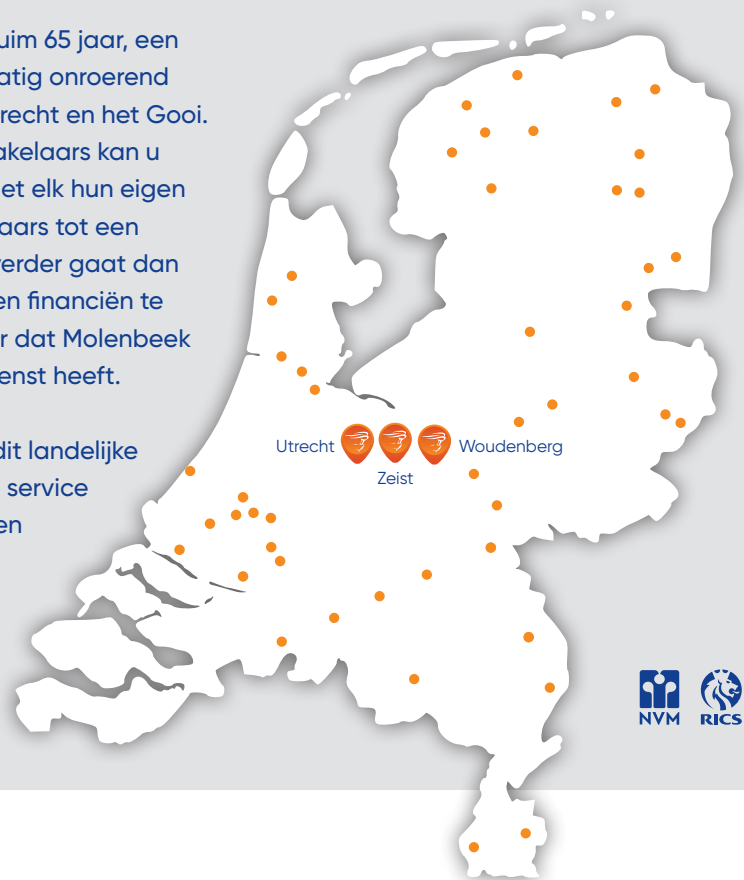 uim 65 jaar, een
atig onroerend
recht en het Gooi.
akelaars kan u
et elk hun eigen
aars tot een
verder gaat dan
en financiën te
r dat Molenbeek
enst heeft.
dit landelijke
service
en
Utrecht
Woudenberg
Zeist
NVM
RICS